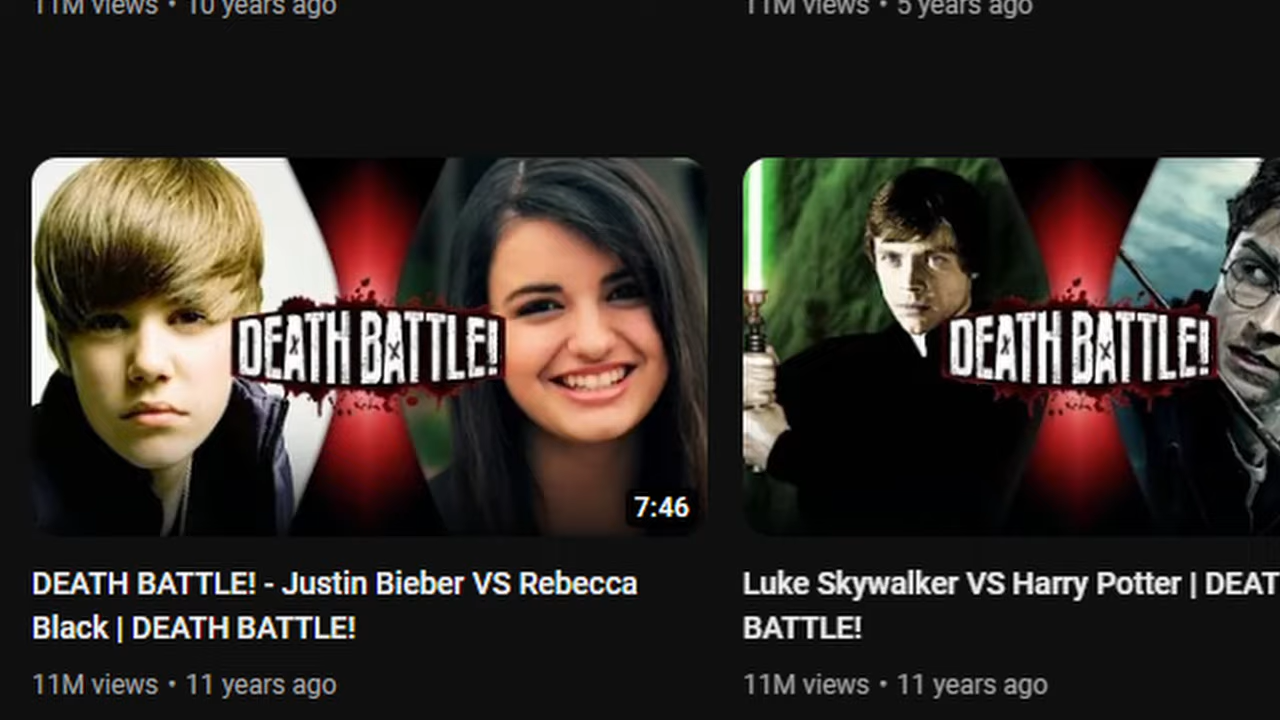 11M views • 10 years ago
11M views • 5 years ago
DEATH BATTLE!
DEATH BATTLE!
7:46
DEATH BATTLE! - Justin Bieber VS Rebecca
Black | DEATH BATTLE!
11M views • 11 years ago
Luke Skywalker VS Harry Potter | DEAT
BATTLE!
11M views • 11 years ago